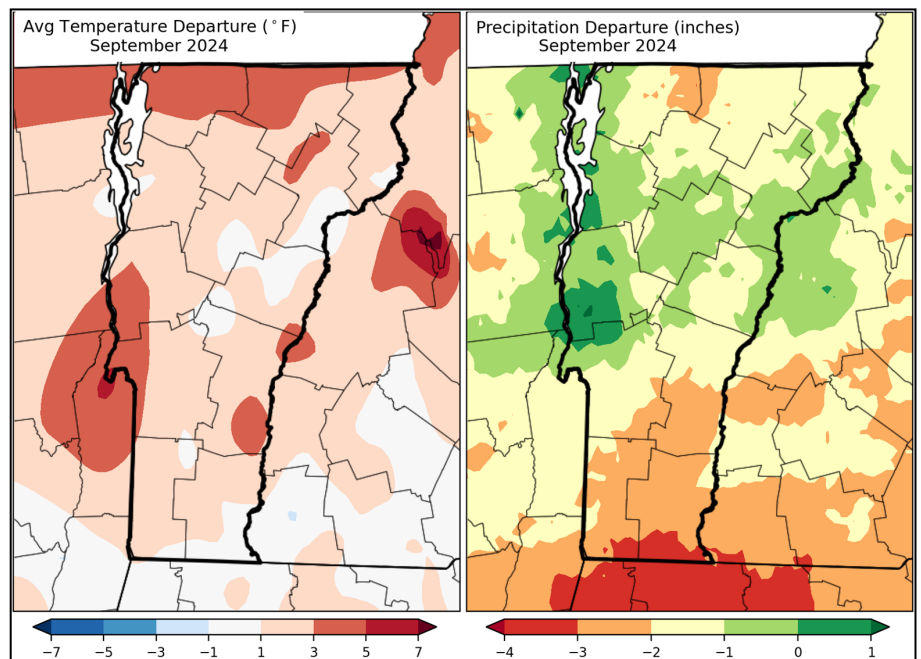 Avg Temperature Departure (°F)
September 2024
Precipitation Departure (inches)
September 2024
−7 −5 −3 −1 1 3 5 7
−4 −3 −2 −1 0 1